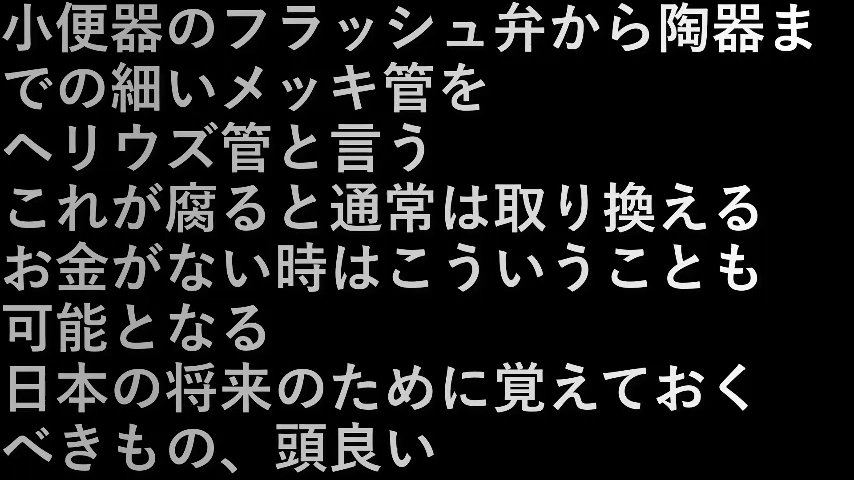 小便器のフラッシュ弁から陶器ま
での細いメッキ管を
ヘリウズ管と言う
これが腐ると通常は取り換える
お金がない時はこういうことも
可能となる
日本の将来のために覚えておく
べきもの、頭良い